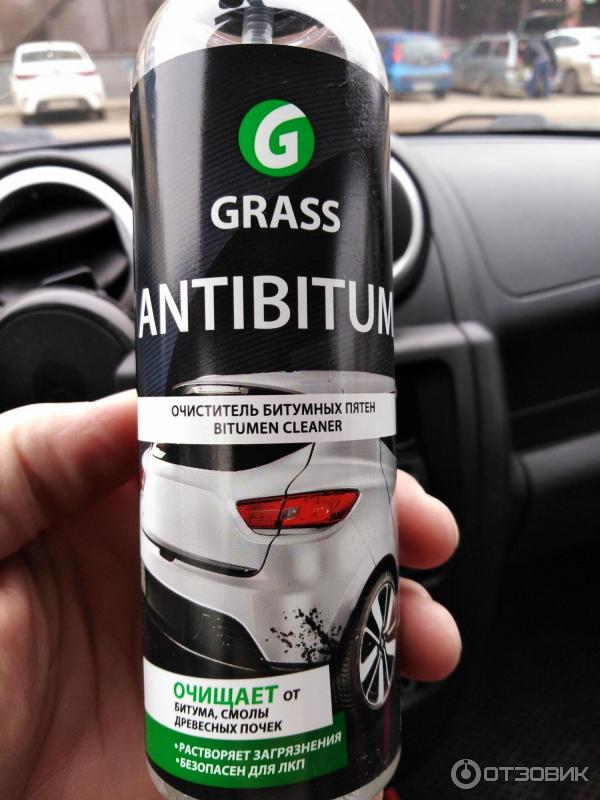 G
GRASS
ANTIBITUM
ОЧИСТИТЕЛЬ БИТУМНЫХ ПЯТЕН
BITUMEN CLEANER
ОЧИЩАЕТ от
БИТУМА, СМОЛЫ
ДРЕВЕСНЫХ ПОЧЕК
•РАСТВОРЯЕТ ЗАГРЯЗНЕНИЯ
•БЕЗОПАСЕН ДЛЯ ЛКП
ОТЗОВИК